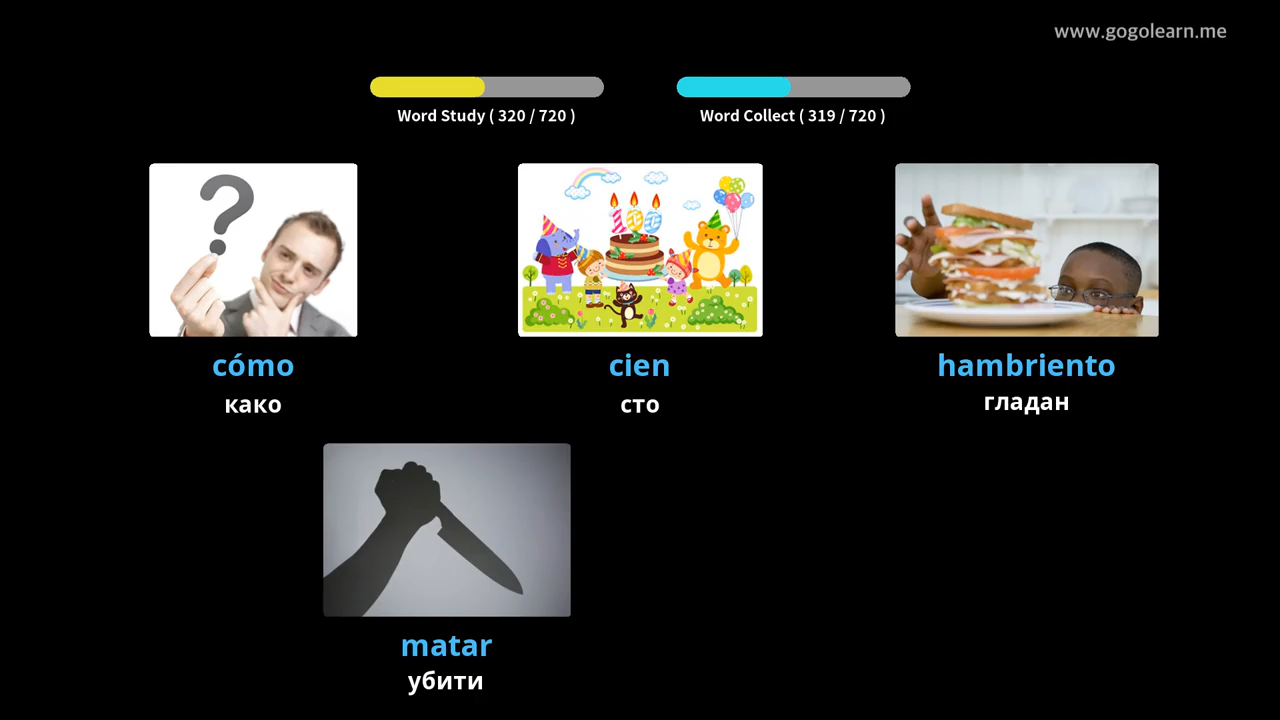 www.gogolearn.me
Word Study ( 320 / 720 )
Word Collect ( 319 / 720 )
100
cómo
како
cien
сто
hambriento
гладан
matar
убити